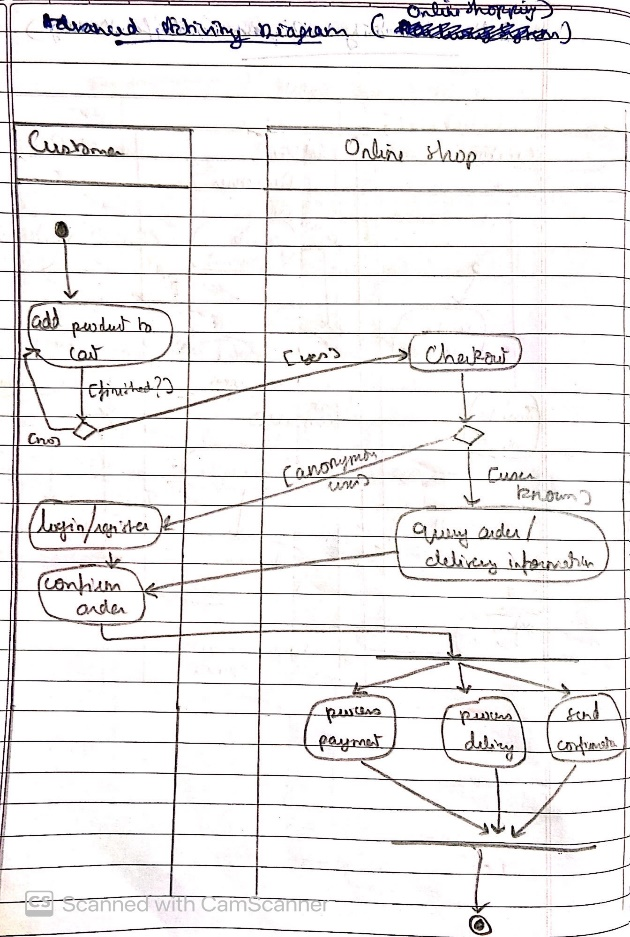 Online shopping)
Advanced Activity Diagram (
Customer
Online shop
add product to
cart
[yes]
Checkout
[finished?]
[no]
[anonymous
user]
[user
known]
login/register
query order/
delivery information
confirm
order
process
payment
process
delivery
send
confirmation
CS Scanned with CamScanner